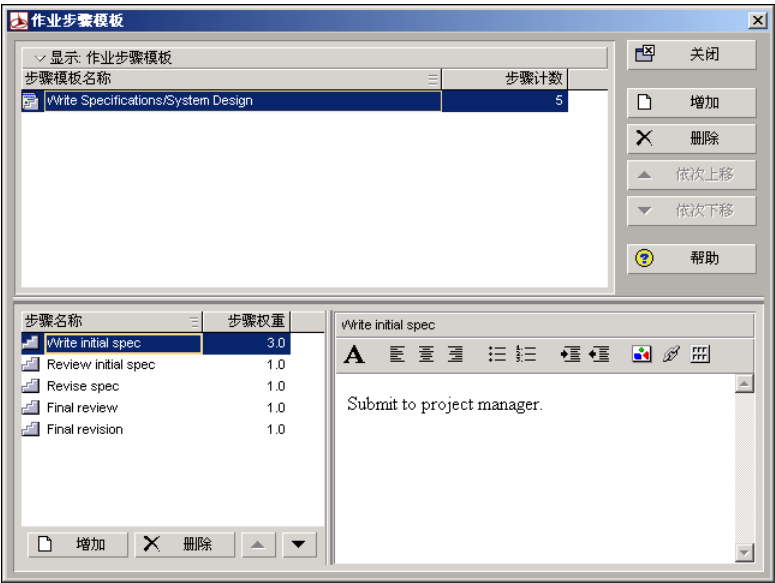 作业步骤模板
显示: 作业步骤模板
步骤模板名称 步骤计数
Write Specifications/System Design 5
关闭
增加
删除
依次上移
依次下移
帮助
步骤名称 步骤权重
Write initial spec 3.0
Review initial spec 1.0
Revise spec 1.0
Final review 1.0
Final revision 1.0
增加 删除
Write initial spec
A
Submit to project manager.